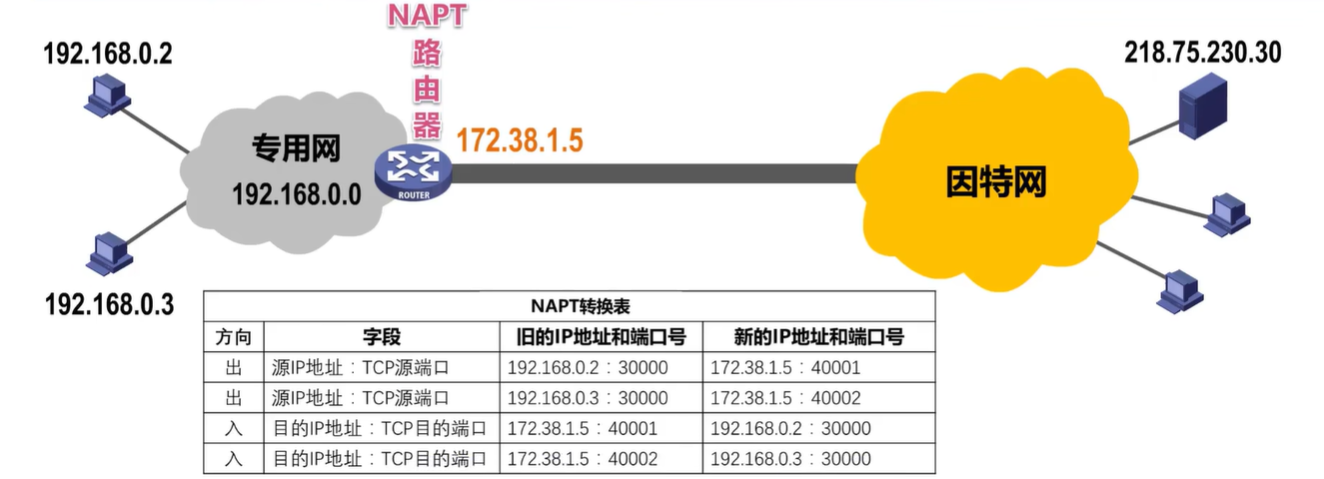 NAPT
路
由
器
192.168.0.2
218.75.230.30
172.38.1.5
专用网
192.168.0.0
ROUTER
因特网
192.168.0.3
NAPT转换表
方向 字段 旧的IP地址和端口号 新的IP地址和端口号
出 源IP地址：TCP源端口 192.168.0.2：30000 172.38.1.5：40001
出 源IP地址：TCP源端口 192.168.0.3：30000 172.38.1.5：40002
入 目的IP地址：TCP目的端口 172.38.1.5：40001 192.168.0.2：30000
入 目的IP地址：TCP目的端口 172.38.1.5：40002 192.168.0.3：30000